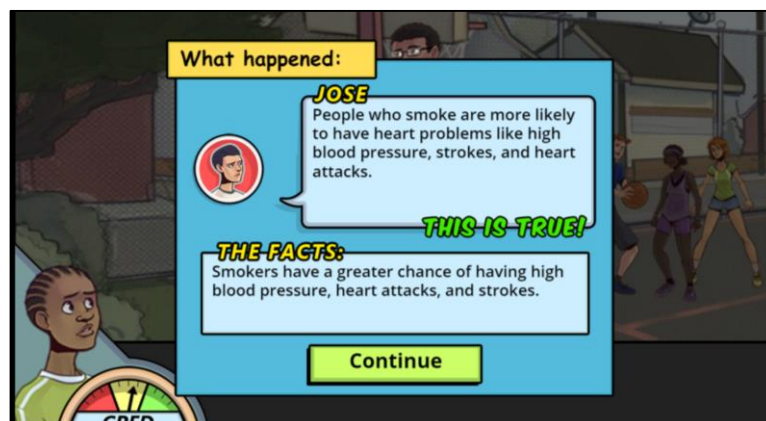 What happened:
JOSE
People who smoke are more likely
to have heart problems like high
blood pressure, strokes, and heart
attacks.
THIS IS TRUE!
THE FACTS:
Smokers have a greater chance of having high
blood pressure, heart attacks, and strokes.
Continue
CRED